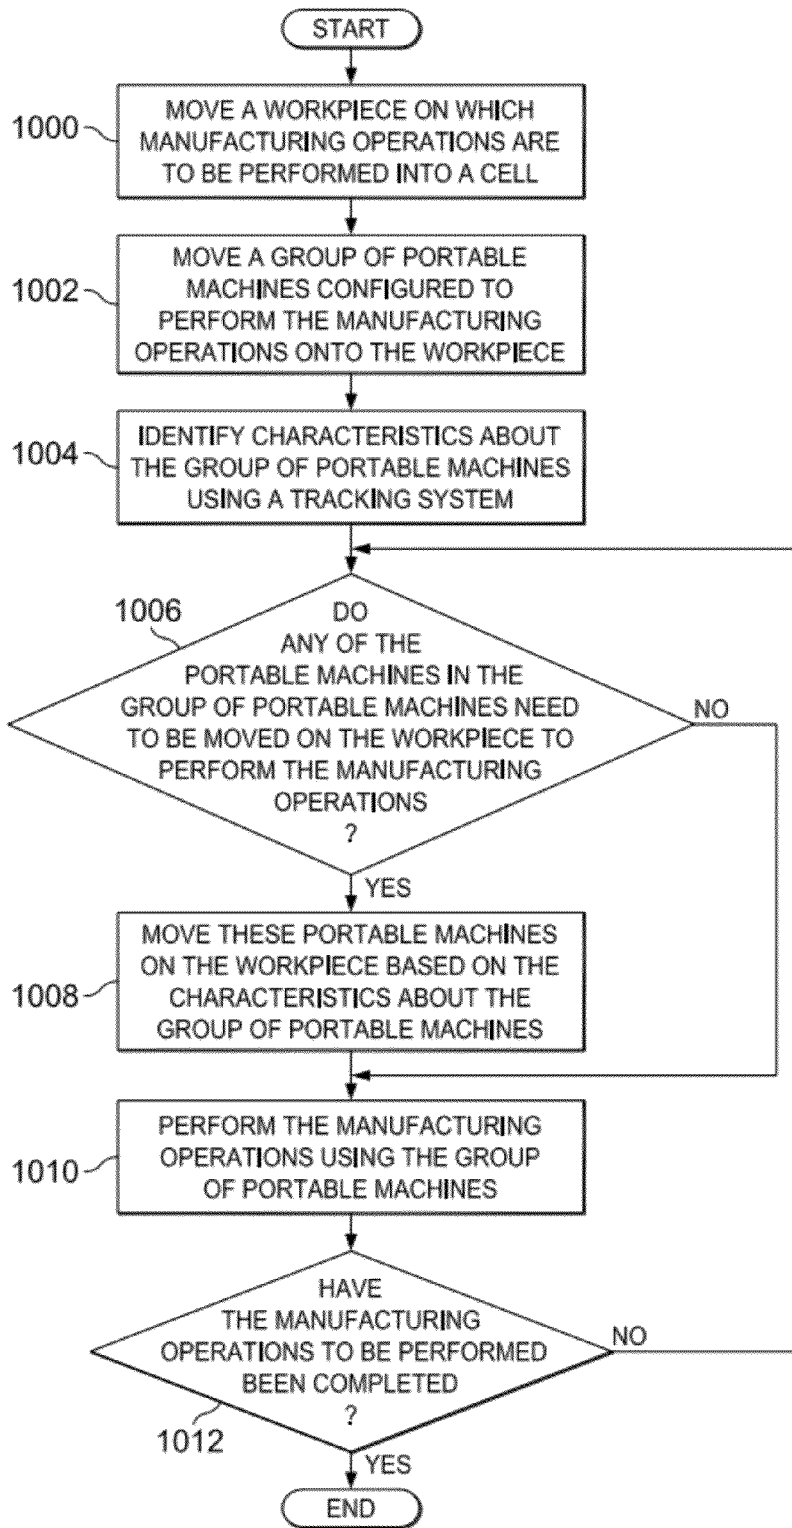 START
1000
MOVE A WORKPIECE ON WHICH
MANUFACTURING OPERATIONS ARE
TO BE PERFORMED INTO A CELL
1002
MOVE A GROUP OF PORTABLE
MACHINES CONFIGURED TO
PERFORM THE MANUFACTURING
OPERATIONS ONTO THE WORKPIECE
1004
IDENTIFY CHARACTERISTICS ABOUT
THE GROUP OF PORTABLE MACHINES
USING A TRACKING SYSTEM
1006
DO
ANY OF THE
PORTABLE MACHINES IN THE
GROUP OF PORTABLE MACHINES NEED
TO BE MOVED ON THE WORKPIECE TO
PERFORM THE MANUFACTURING
OPERATIONS
?
NO
YES
1008
MOVE THESE PORTABLE MACHINES
ON THE WORKPIECE BASED ON THE
CHARACTERISTICS ABOUT THE
GROUP OF PORTABLE MACHINES
1010
PERFORM THE MANUFACTURING
OPERATIONS USING THE GROUP
OF PORTABLE MACHINES
HAVE
THE MANUFACTURING
OPERATIONS TO BE PERFORMED
BEEN COMPLETED
?
NO
1012
YES
END